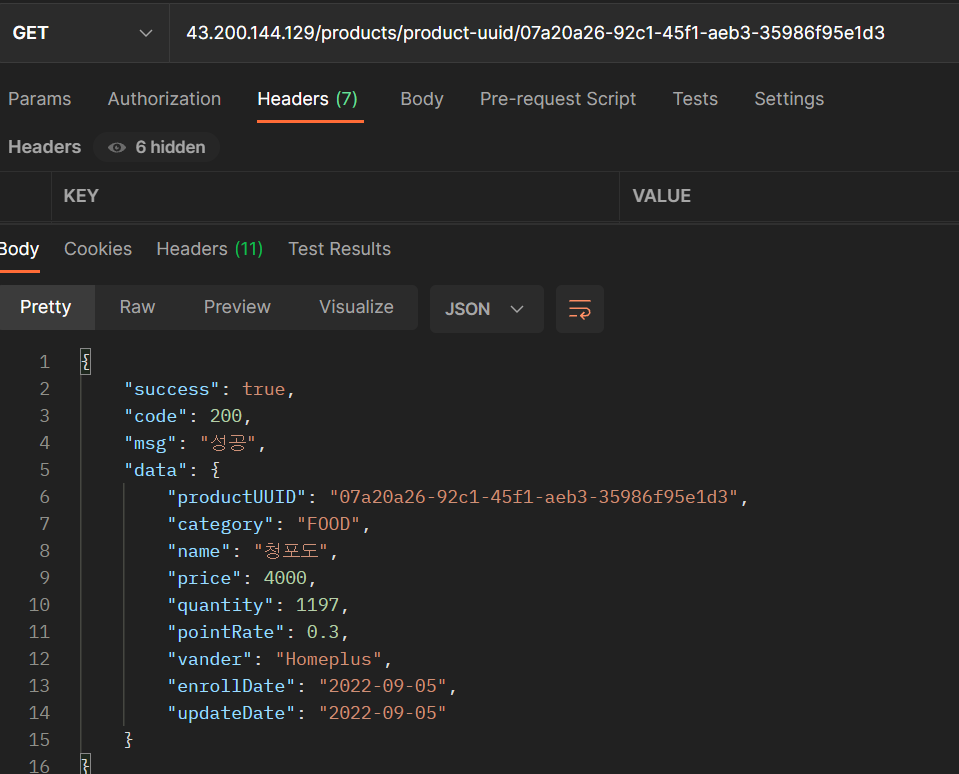 GET 43.200.144.129/products/product-uuid/07a20a26-92c1-45f1-aeb3-35986f95e1d3
Params Authorization Headers (7) Body Pre-request Script Tests Settings
Headers 6 hidden
KEY VALUE
Body Cookies Headers (11) Test Results
Pretty Raw Preview Visualize JSON
1 {
2 "success": true,
3 "code": 200,
4 "msg": "성공",
5 "data": {
6 "productUUID": "07a20a26-92c1-45f1-aeb3-35986f95e1d3",
7 "category": "FOOD",
8 "name": "청포도",
9 "price": 4000,
10 "quantity": 1197,
11 "pointRate": 0.3,
12 "vander": "Homeplus",
13 "enrollDate": "2022-09-05",
14 "updateDate": "2022-09-05"
15 }
16 }